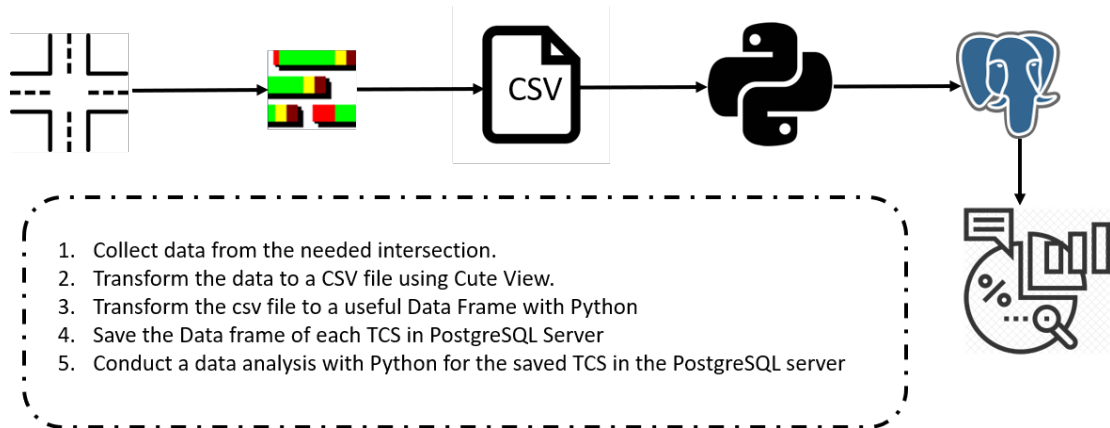 CSV
1. Collect data from the needed intersection.
2. Transform the data to a CSV file using Cute View.
3. Transform the csv file to a useful Data Frame with Python
4. Save the Data frame of each TCS in PostgreSQL Server
5. Conduct a data analysis with Python for the saved TCS in the PostgreSQL server
%